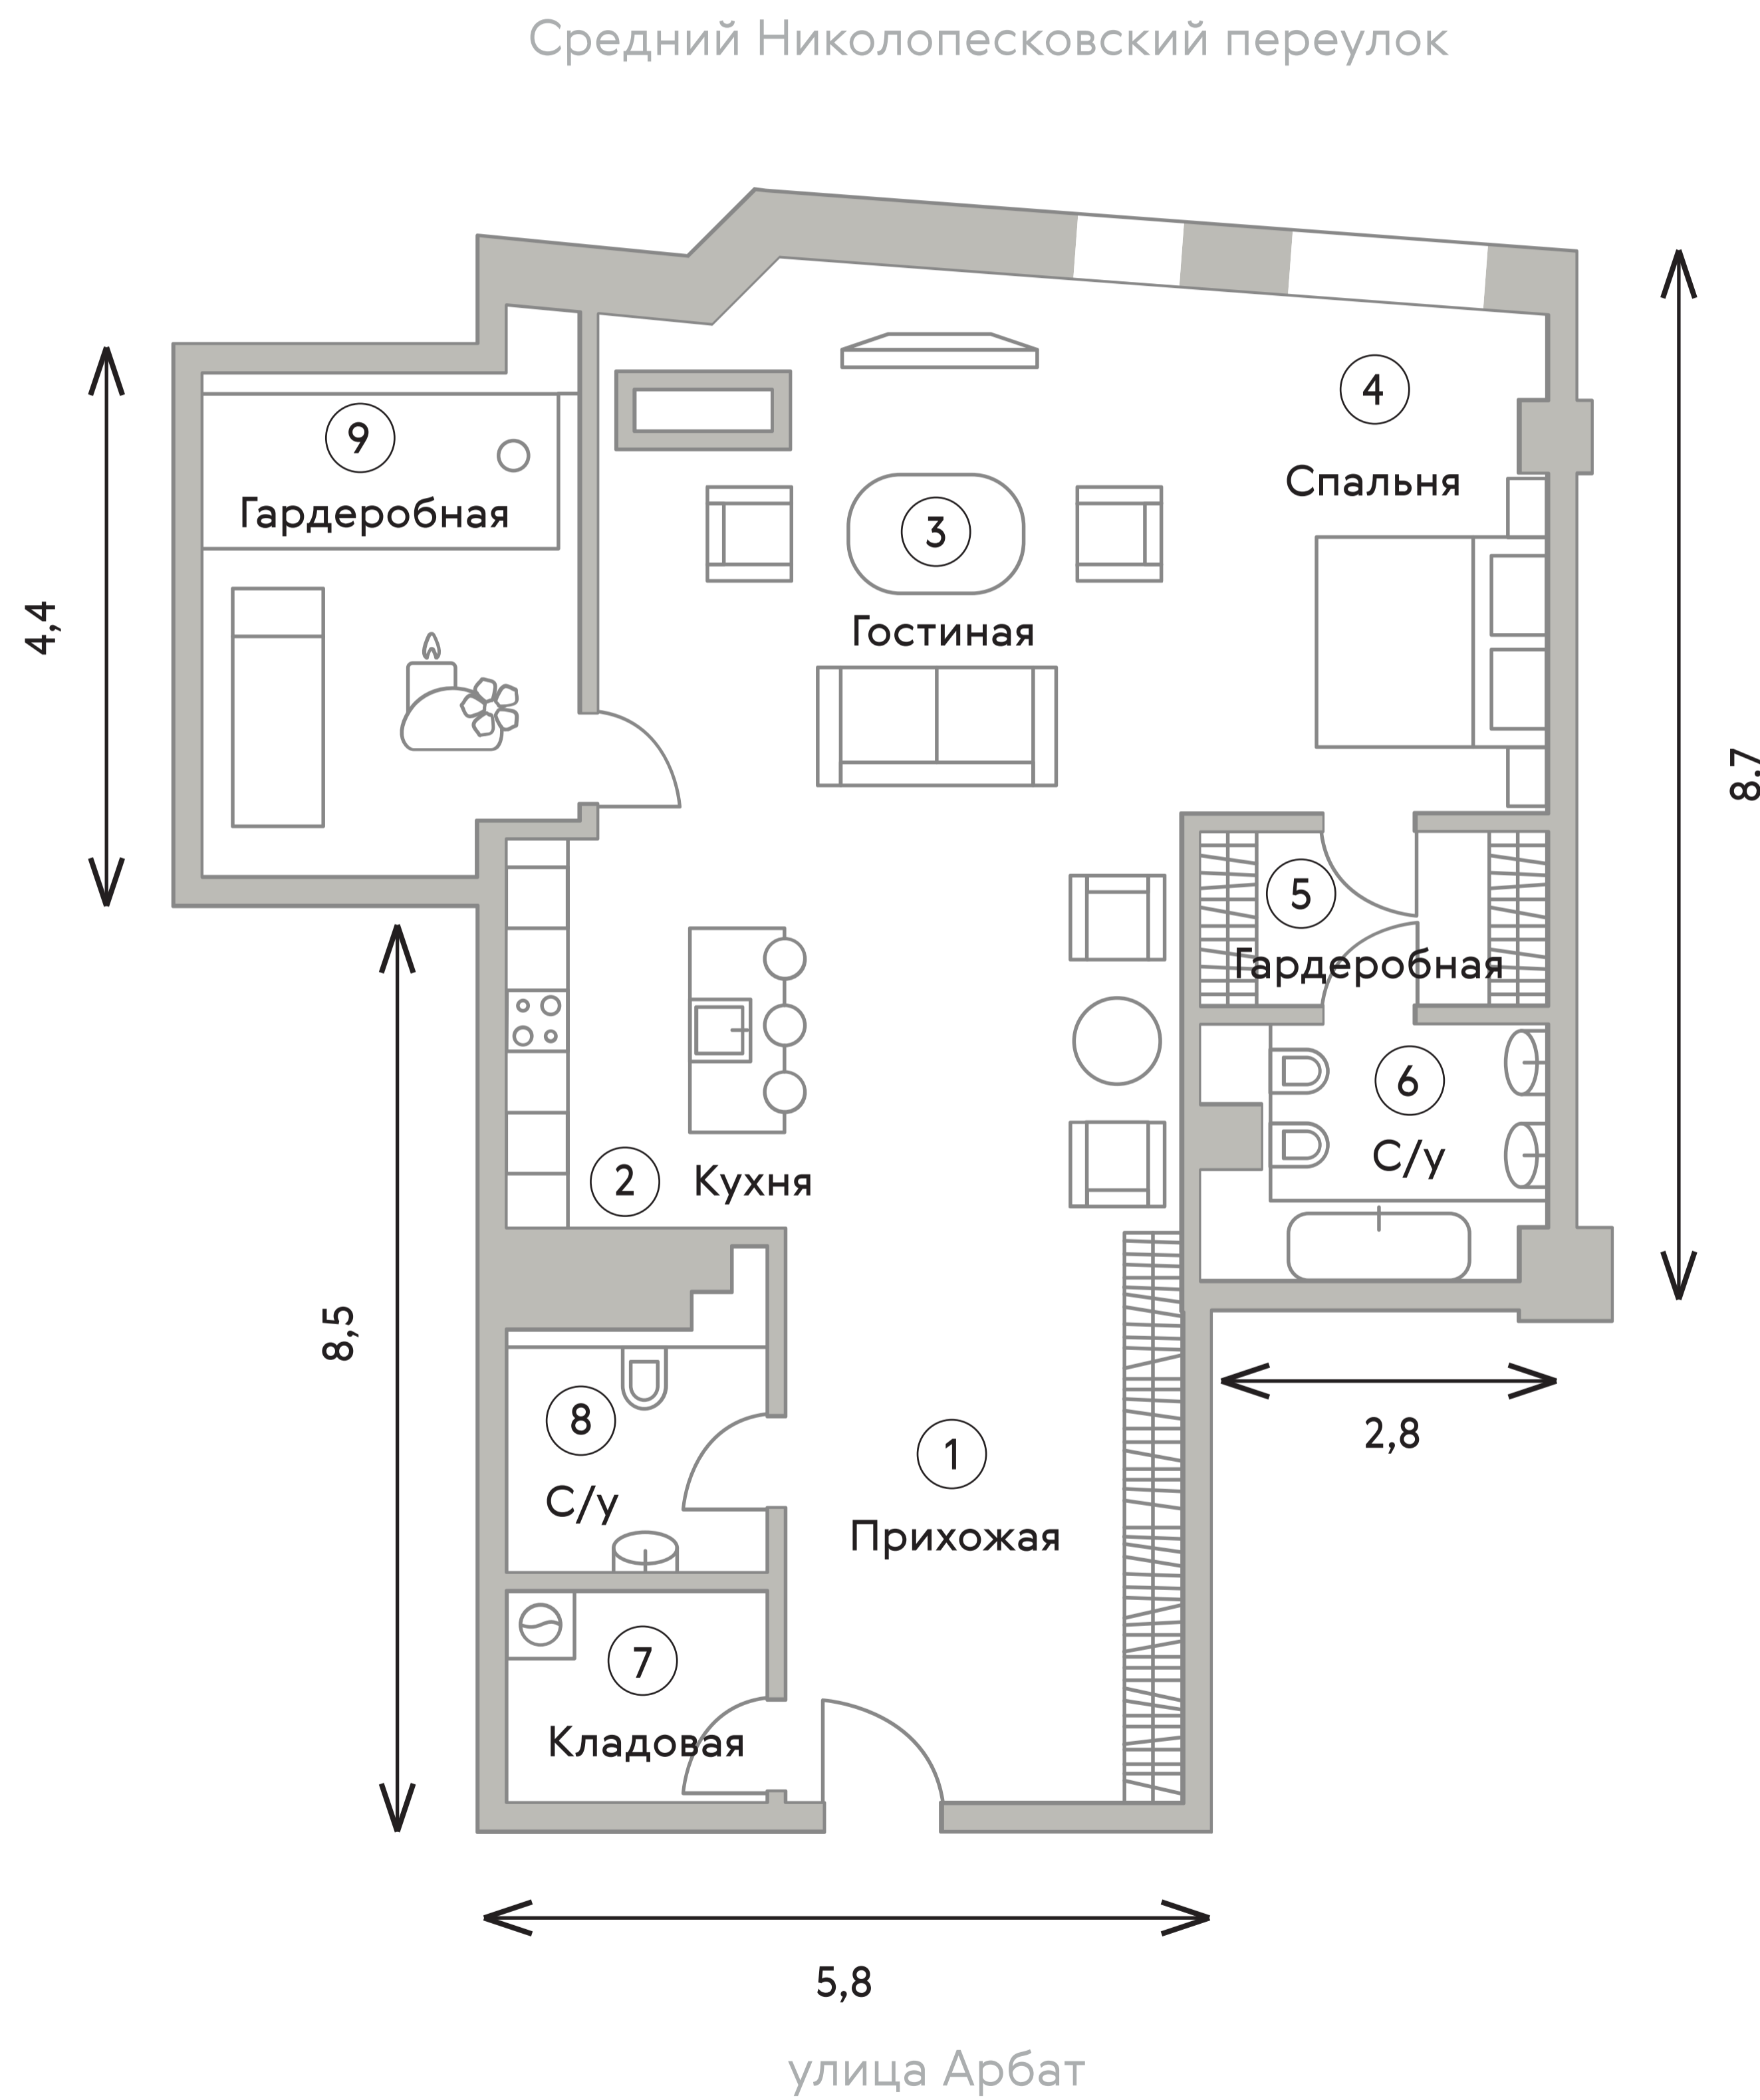 Средний Николопесковский переулок
4
Спальня
9
Гардеробная
3
Гостиная
4,4
8,7
5
Гардеробная
6
С/у
2
Кухня
8,5
2,8
8
С/у
1
Прихожая
7
Кладовая
5,8
улица Арбат